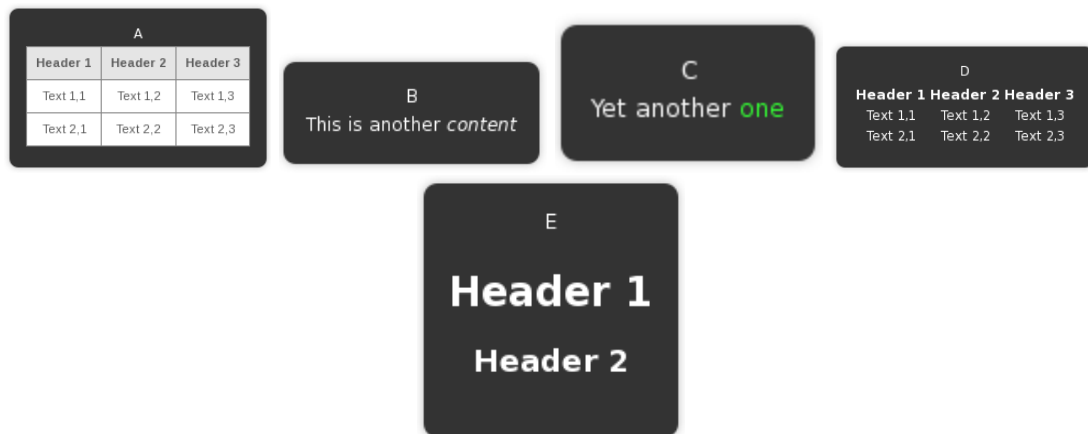 A
Header 1 Header 2 Header 3
Text 1,1 Text 1,2 Text 1,3
Text 2,1 Text 2,2 Text 2,3
B
This is another content
C
Yet another one
D
Header 1 Header 2 Header 3
Text 1,1 Text 1,2 Text 1,3
Text 2,1 Text 2,2 Text 2,3
E
Header 1
Header 2